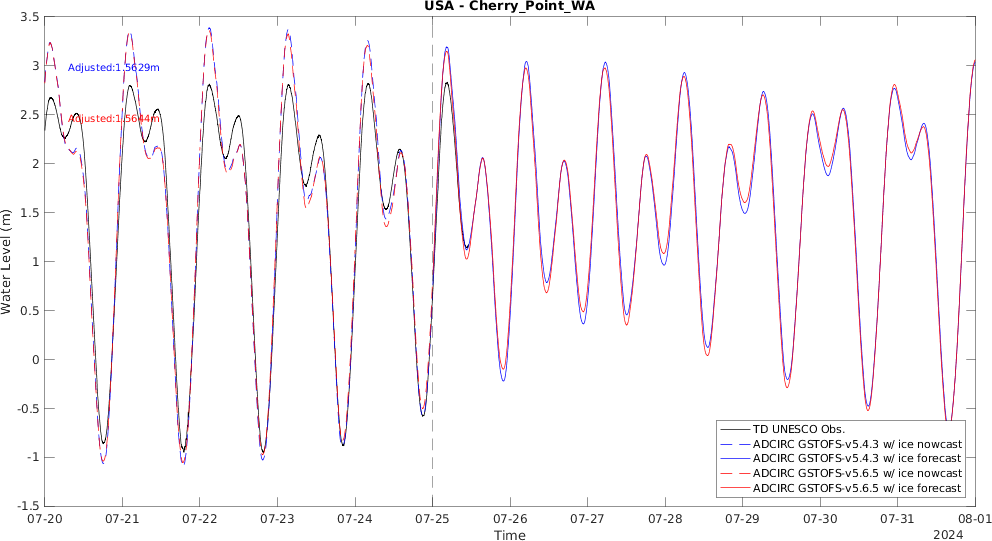 USA - Cherry_Point_WA
3.5
3
2.5
2
1.5
1
0.5
0
-0.5
-1
-1.5
Water Level (m)
Adjusted:1.5629m
Adjusted:1.5644m
TD UNESCO Obs.
ADCIRC GSTOFS-v5.4.3 w/ ice nowcast
ADCIRC GSTOFS-v5.4.3 w/ ice forecast
ADCIRC GSTOFS-v5.6.5 w/ ice nowcast
ADCIRC GSTOFS-v5.6.5 w/ ice forecast
07-20 07-21 07-22 07-23 07-24 07-25 07-26 07-27 07-28 07-29 07-30 07-31 08-01
Time
2024